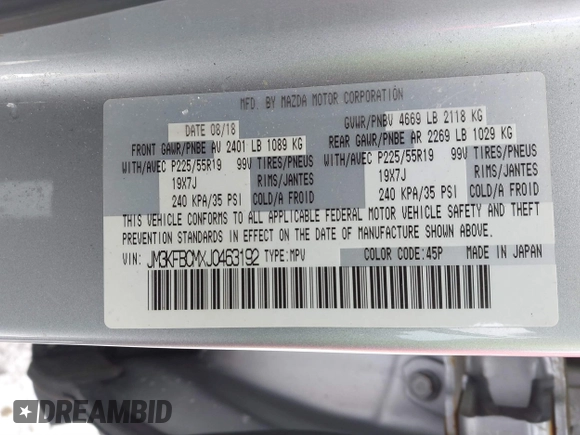 MFD. BY MAZDA MOTOR CORPORATION
DATE 08/18 GVWR/PNBV 4669 LB 2118 KG
FRONT GAWR/PNBE AV 2401 LB 1089 KG REAR GAWR/PNBE AR 2269 LB 1029 KG
WITH/AVEC P225/55R19 99V TIRES/PNEUS WITH/AVEC P225/55R19 99V TIRES/PNEUS
19X7J RIMS/JANTES 19X7J RIMS/JANTES
240 KPA/35 PSI COLD/A FROID 240 KPA/35 PSI COLD/A FROID
THIS VEHICLE CONFORMS TO ALL APPLICABLE FEDERAL MOTOR VEHICLE SAFETY AND THEFT
PREVENTION STANDARDS IN EFFECT ON THE DATE OF MANUFACTURE SHOWN ABOVE.
VIN: JM3KFBCMXJ0463192 TYPE:MPV COLOR CODE:45P MADE IN JAPAN
DREAMBID